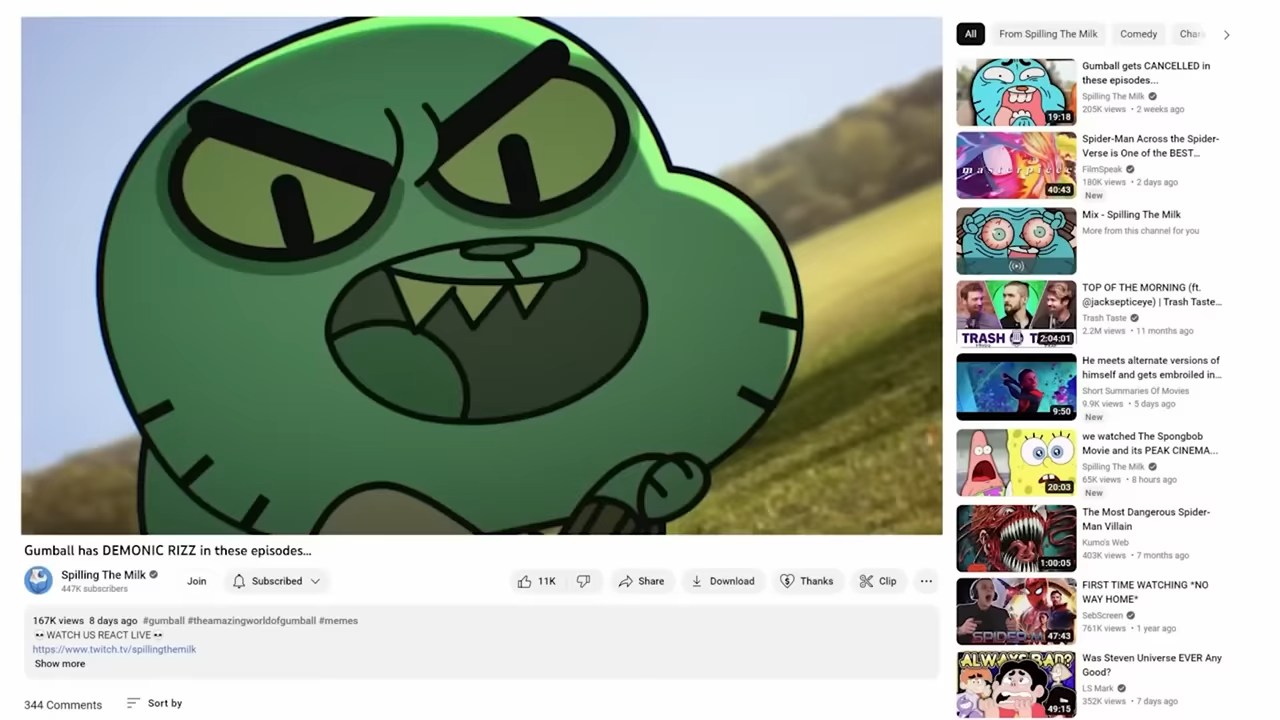 All
From Spilling The Milk
Comedy
Gumball gets CANCELLED in
these episodes...
Spilling The Milk
205K views • 2 weeks ago
19:18
Spider-Man Across the Spider-
Verse is One of the BEST...
FilmSpeak
180K views • 2 days ago
New
masterpiece
40:43
Mix - Spilling The Milk
More from this channel for you
TOP OF THE MORNING (ft.
@jacksepticeye) | Trash Taste...
Trash Taste
2.2M views • 11 months ago
TRASH
2:04:01
He meets alternate versions of
himself and gets embroiled in...
Short Summaries Of Movies
9.9K views • 5 days ago
New
9:50
we watched The Spongbob
Movie and its PEAK CINEMA...
Spilling The Milk
65K views • 8 hours ago
New
20:03
The Most Dangerous Spider-
Man Villain
Kumo's Web
403K views • 7 months ago
1:00:05
FIRST TIME WATCHING *NO
WAY HOME*
SebScreen
761K views • 1 year ago
47:43
Was Steven Universe EVER Any
Good?
LS Mark
352K views • 7 days ago
ALWAYS BAD?
49:15
Gumball has DEMONIC RIZZ in these episodes...
Spilling The Milk
447K subscribers
Join
Subscribed
11K
Share
Download
Thanks
Clip
167K views 8 days ago #gumball #theamazingworldofgumball #memes
WATCH US REACT LIVE
https://www.twitch.tv/spillingthemilk
Show more
344 Comments
Sort by